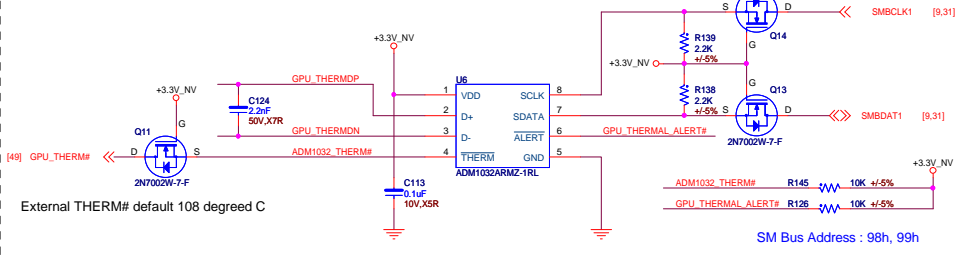 S
D
SMBCLK1
[9,31]
Q14
G
+3.3V_NV
R139
2.2K
+/-5%
+3.3V_NV
G
Q13
R138
2.2K
+/-5%
S
D
SMBDAT1
[9,31]
2N7002W-7-F
GPU_THERMDP
U6
1
VDD
SCLK
8
2
D+
SDATA
7
3
D-
ALERT
6
4
THERM
GND
5
ADM1032ARMZ-1RL
GPU_THERMAL_ALERT#
+3.3V_NV
C124
2.2nF
50V,X7R
GPU_THERMDN
Q11
G
[49]
GPU_THERM#
D
S
ADM1032_THERM#
2N7002W-7-F
C113
0.1uF
10V,X5R
External THERM# default 108 degreed C
+3.3V_NV
ADM1032_THERM#
R145
10K
+/-5%
GPU_THERMAL_ALERT#
R126
10K
+/-5%
SM Bus Address : 98h, 99h